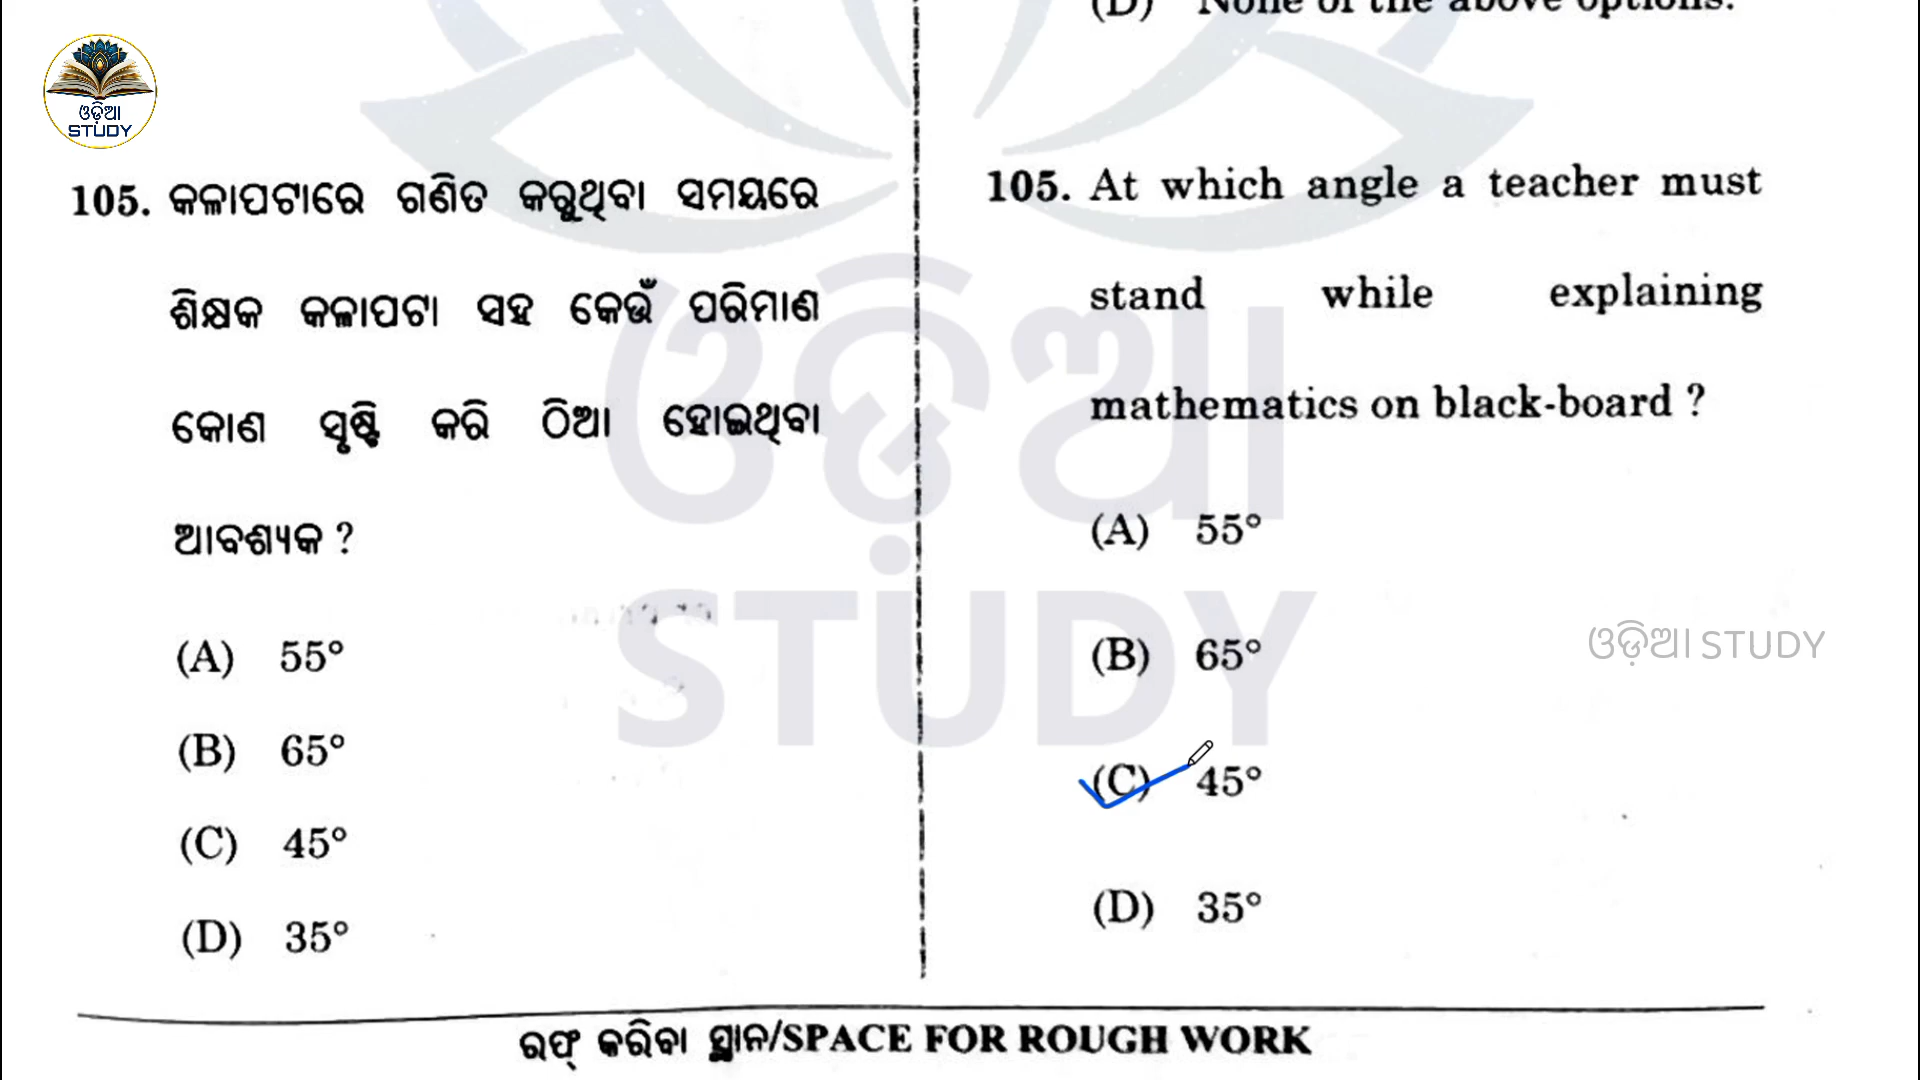 (D) None of the above options.
ଓଡ଼ିଆ
STUDY
105. କଳାପଟାରେ ଗଣିତ କରୁଥିବା ସମୟରେ
ଶିକ୍ଷକ କଳାପଟା ସହ କେଉଁ ପରିମାଣ
କୋଣ ସୃଷ୍ଟି କରି ଠିଆ ହୋଇଥିବା
ଆବଶ୍ୟକ ?
(A) 55°
(B) 65°
(C) 45°
(D) 35°
105. At which angle a teacher must
stand while explaining
mathematics on black-board ?
(A) 55°
(B) 65°
(C) 45°
(D) 35°
ଓଡ଼ିଆ
STUDY
ଓଡ଼ିଆ STUDY
ରଫ୍ କରିବା ସ୍ଥାନ/SPACE FOR ROUGH WORK